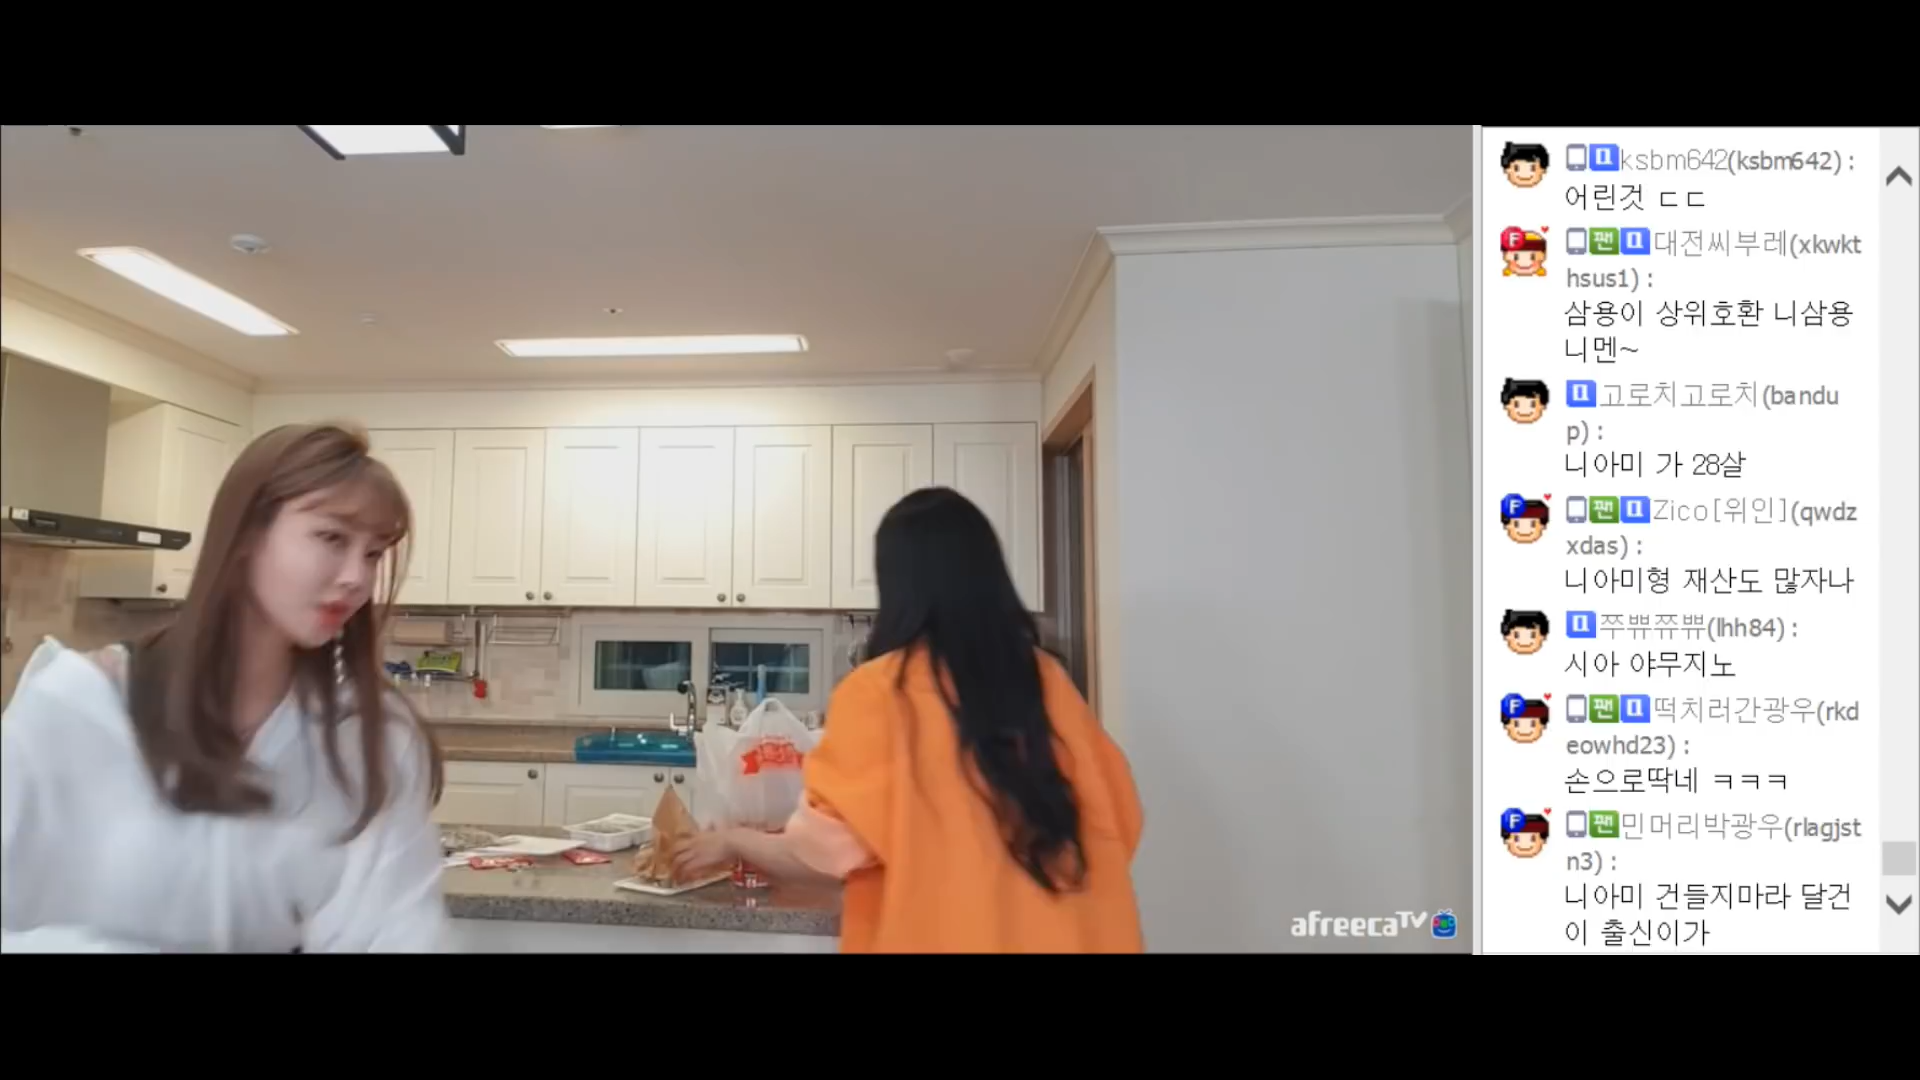 ksbm642(ksbm642) :
어린것 ㄷㄷ
팬 대전씨부레(xkwkt
hsus1) :
삼용이 상위호환 니삼용
니멘~
고로치고로치(bandu
p) :
니아미 가 28살
팬 Zico[위인](qwdz
xdas) :
니아미형 재산도 많자나
쭈쀼쮸쀼(lhh84) :
시아 야무지노
팬 떡치러간광우(rkd
eowhd23) :
손으로딱네 ㅋㅋㅋ
팬 민머리박광우(rlagjst
n3) :
니아미 건들지마라 달건
이 출신이가
afreecaTV